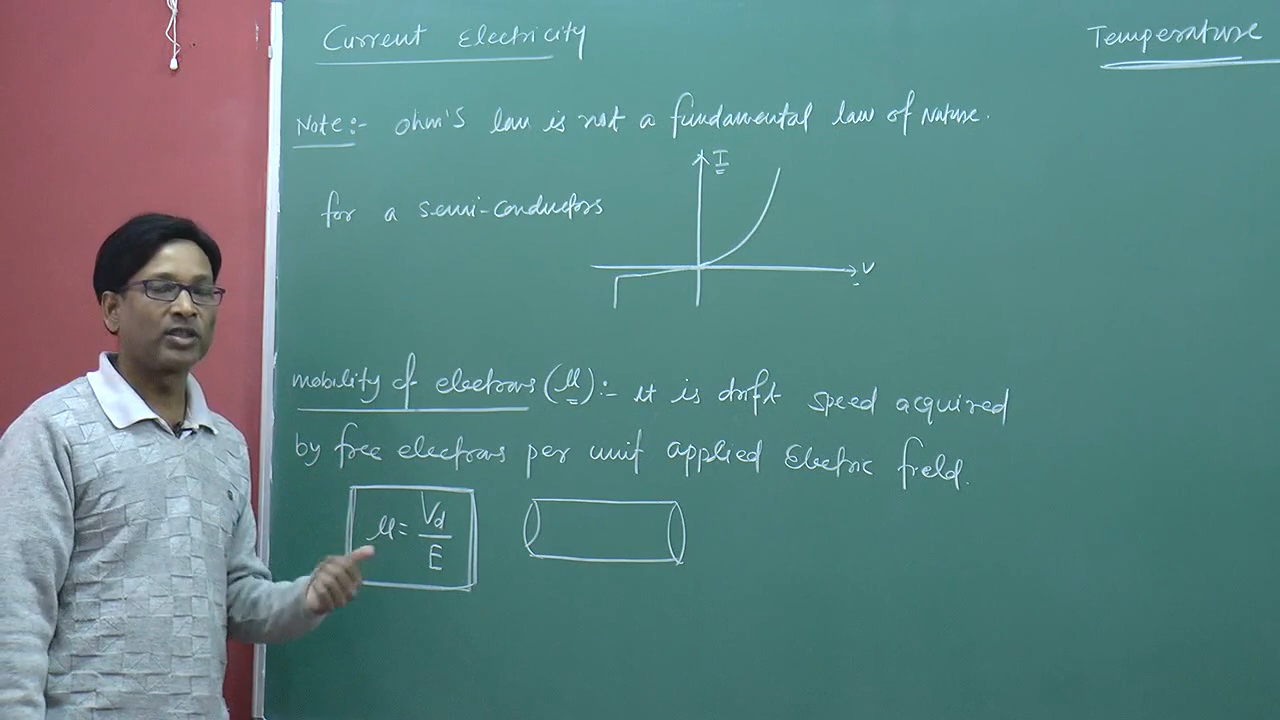 Current Electricity
Temperature
Note:- ohm's law is not a fundamental law of Nature.
I
for a semi-conductors
V
mobility of electrons (μ):- it is drift speed acquired
by free electrons per unit applied Electric field.
μ = Vd/E